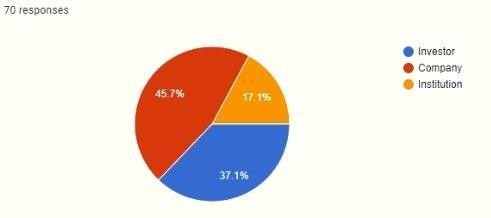 70 responses
Investor
Company
Institution
45.7%
17.1%
37.1%